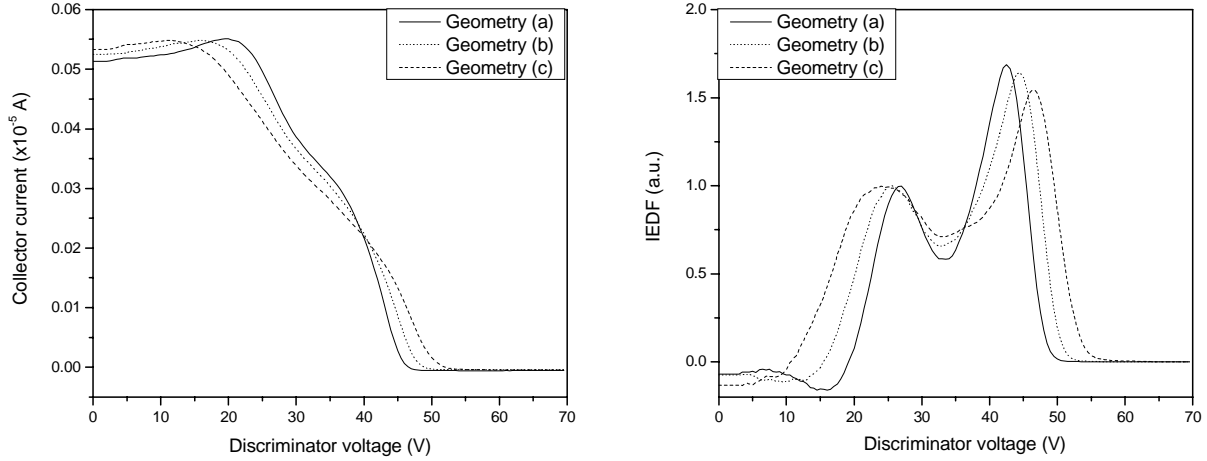 0.06
0.05
0.04
0.03
0.02
0.01
0.00
Collector current (x10⁻⁵ A)
0 10 20 30 40 50 60 70
Discriminator voltage (V)
Geometry (a)
Geometry (b)
Geometry (c)
2.0
1.5
1.0
0.5
0.0
IEDF (a.u.)
0 10 20 30 40 50 60 70
Discriminator voltage (V)
Geometry (a)
Geometry (b)
Geometry (c)